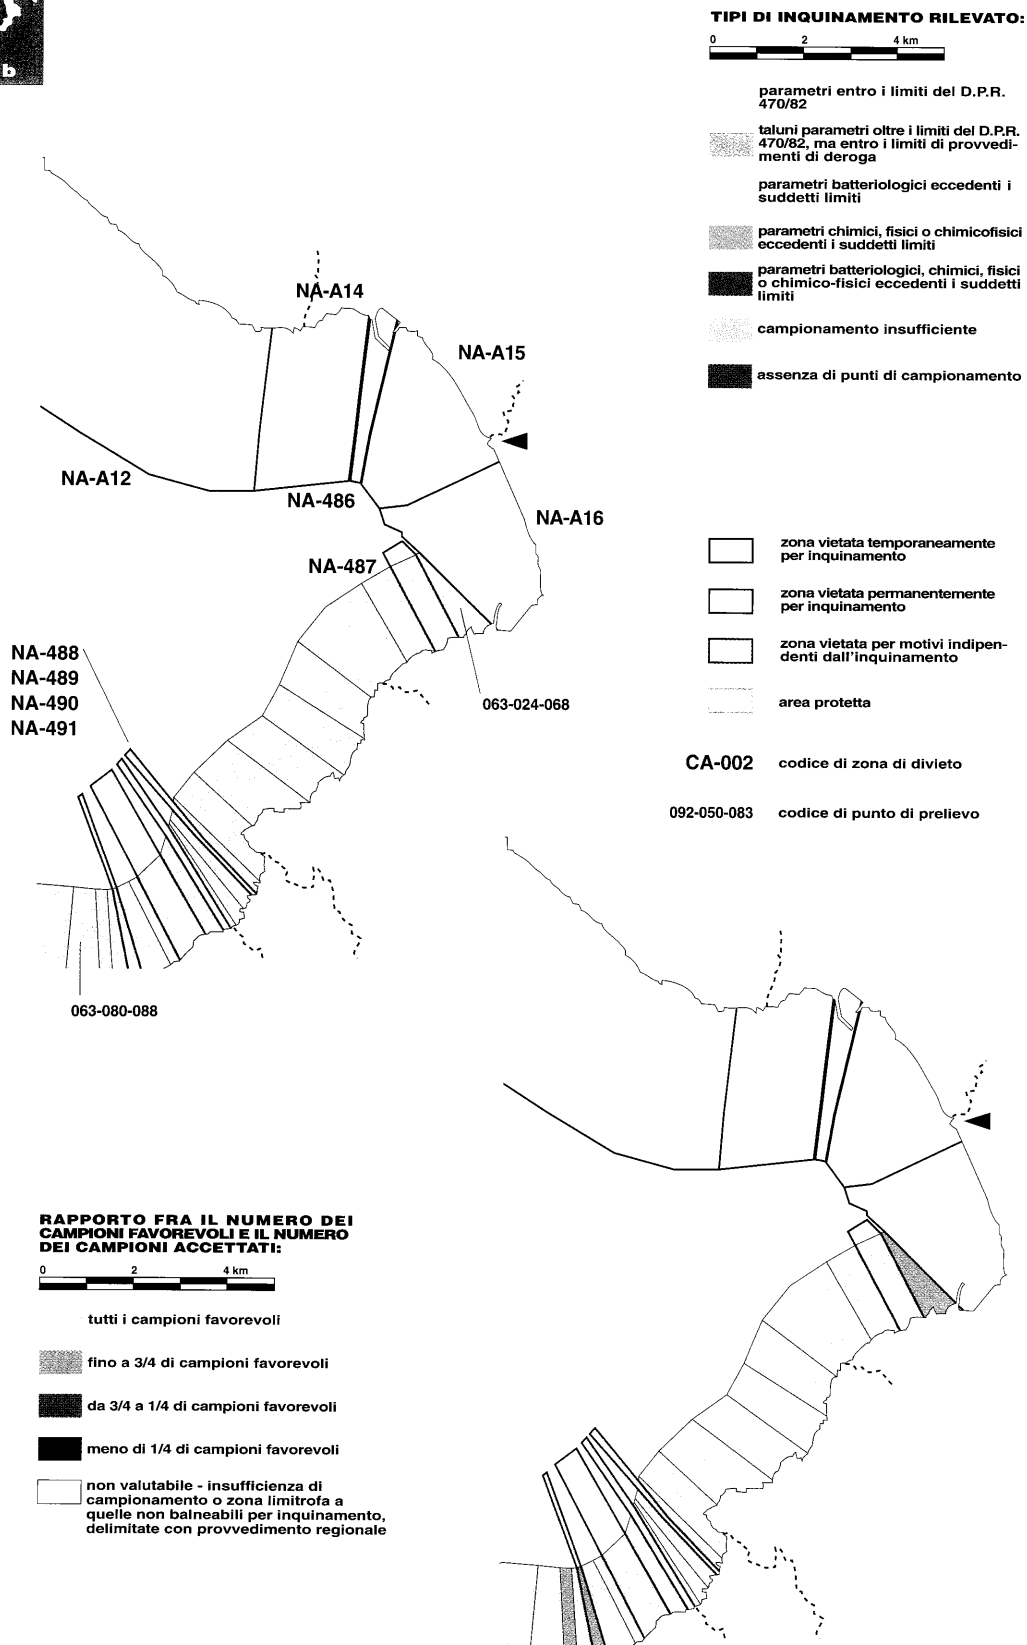 b
TIPI DI INQUINAMENTO RILEVATO:
0 2 4 km
parametri entro i limiti del D.P.R.
470/82
taluni parametri oltre i limiti del D.P.R.
470/82, ma entro i limiti di provvedi-
menti di deroga
parametri batteriologici eccedenti i
suddetti limiti
parametri chimici, fisici o chimicofisici
eccedenti i suddetti limiti
parametri batteriologici, chimici, fisici
o chimico-fisici eccedenti i suddetti
limiti
campionamento insufficiente
assenza di punti di campionamento
NA-A14
NA-A15
NA-A12
NA-486
NA-A16
NA-487
zona vietata temporaneamente
per inquinamento
zona vietata permanentemente
per inquinamento
zona vietata per motivi indipen-
denti dall'inquinamento
area protetta
CA-002 codice di zona di divieto
092-050-083 codice di punto di prelievo
NA-488
NA-489
NA-490
NA-491
063-024-068
063-080-088
RAPPORTO FRA IL NUMERO DEI
CAMPIONI FAVOREVOLI E IL NUMERO
DEI CAMPIONI ACCETTATI:
0 2 4 km
tutti i campioni favorevoli
fino a 3/4 di campioni favorevoli
da 3/4 a 1/4 di campioni favorevoli
meno di 1/4 di campioni favorevoli
non valutabile - insufficienza di
campionamento o zona limitrofa a
quelle non balneabili per inquinamento,
delimitate con provvedimento regionale